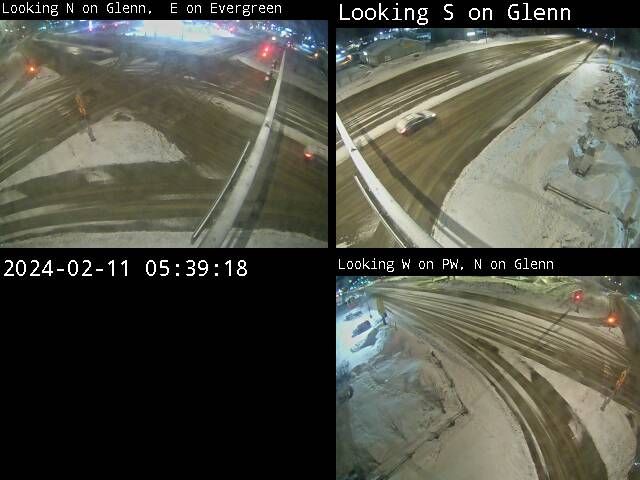 Looking N on Glenn, E on Evergreen
Looking S on Glenn
2024-02-11 05:39:18
Looking W on PW, N on Glenn